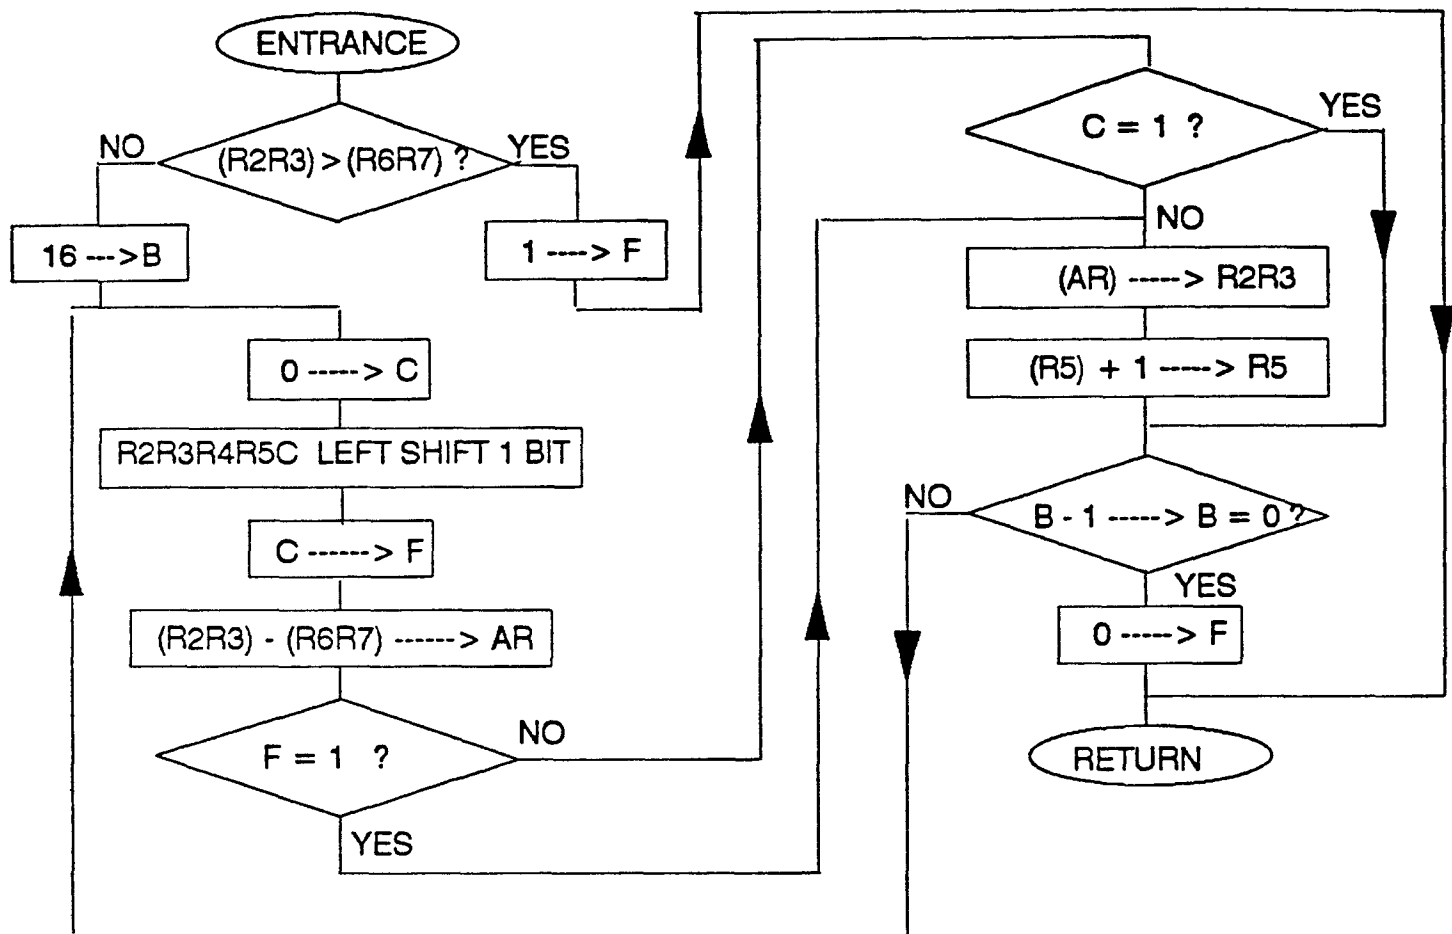 ENTRANCE
(R2R3) > (R6R7) ?
NO
YES
16 --->B
1 ----> F
0 -----> C
R2R3R4R5C LEFT SHIFT 1 BIT
C ------> F
(R2R3) - (R6R7) ------> AR
F = 1 ?
NO
YES
C = 1 ?
YES
NO
(AR) -----> R2R3
(R5) + 1 -----> R5
B - 1 -----> B = 0 ?
NO
YES
0 -----> F
RETURN